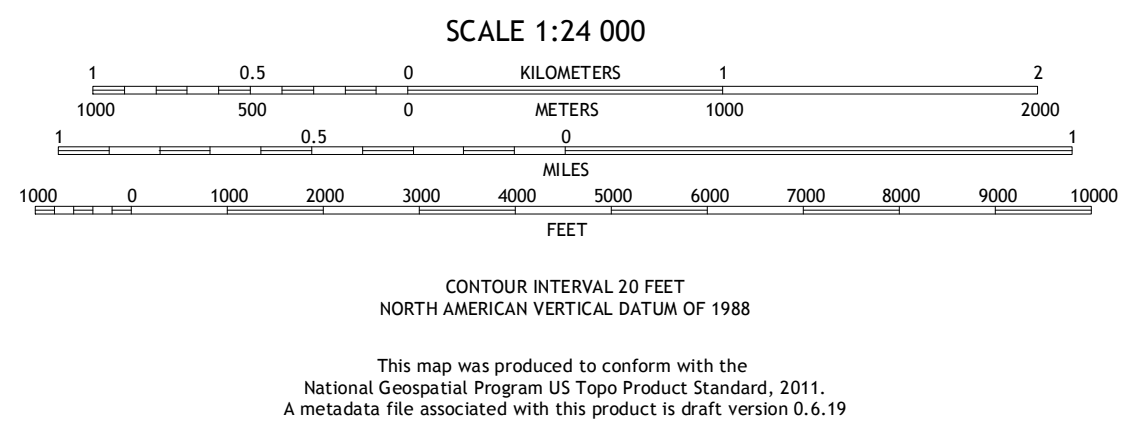 SCALE 1:24 000
1 0.5 0 KILOMETERS 1 2
1000 500 0 METERS 1000 2000
1 0.5 0 1
MILES
1000 0 1000 2000 3000 4000 5000 6000 7000 8000 9000 10000
FEET
CONTOUR INTERVAL 20 FEET
NORTH AMERICAN VERTICAL DATUM OF 1988
This map was produced to conform with the
National Geospatial Program US Topo Product Standard, 2011.
A metadata file associated with this product is draft version 0.6.19